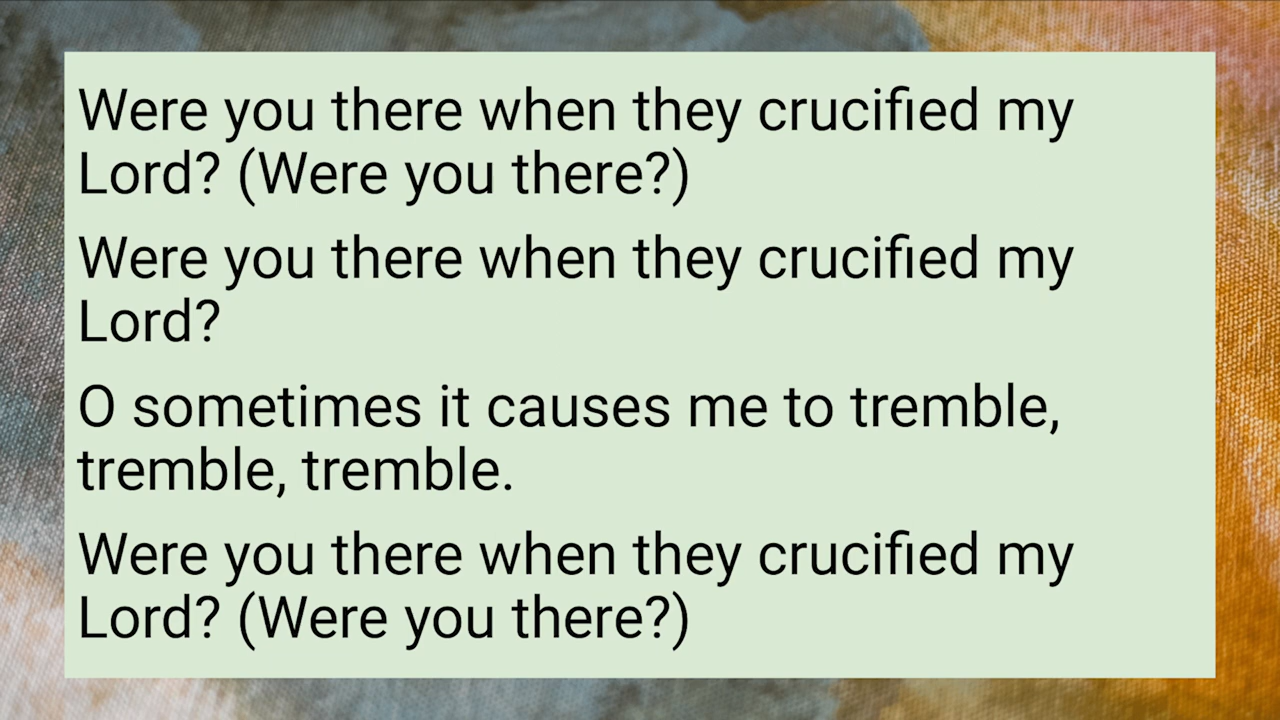 Were you there when they crucified my
Lord? (Were you there?)
Were you there when they crucified my
Lord?
O sometimes it causes me to tremble,
tremble, tremble.
Were you there when they crucified my
Lord? (Were you there?)